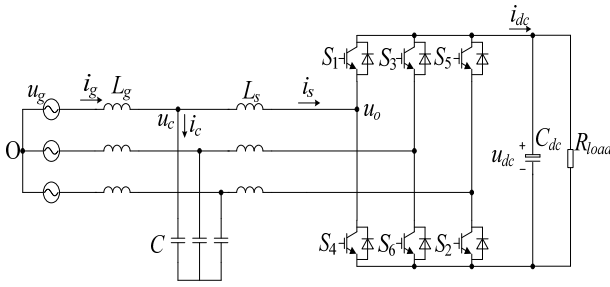 i_dc
S_1 S_3 S_5
u_g i_g L_g L_s i_s
u_c i_c u_o
O
u_dc + - C_dc R_load
C S_4 S_6 S_2